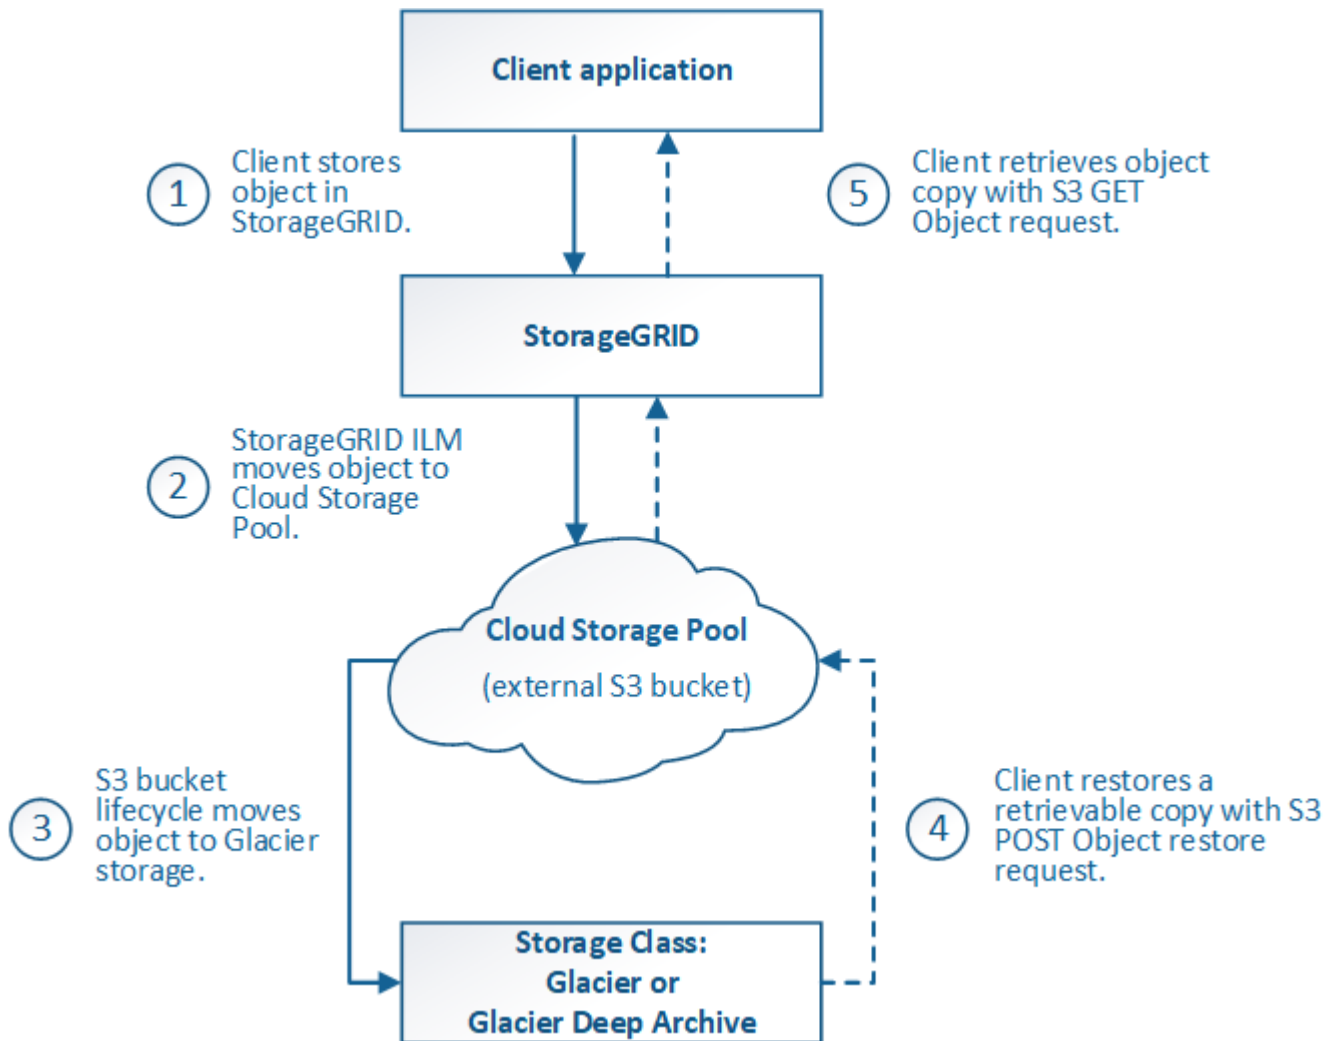 Client application
1
Client stores
object in
StorageGRID.
5
Client retrieves object
copy with S3 GET
Object request.
StorageGRID
2
StorageGRID ILM
moves object to
Cloud Storage
Pool.
Cloud Storage Pool
(external S3 bucket)
3
S3 bucket
lifecycle moves
object to Glacier
storage.
4
Client restores a
retrievable copy with S3
POST Object restore
request.
Storage Class:
Glacier or
Glacier Deep Archive